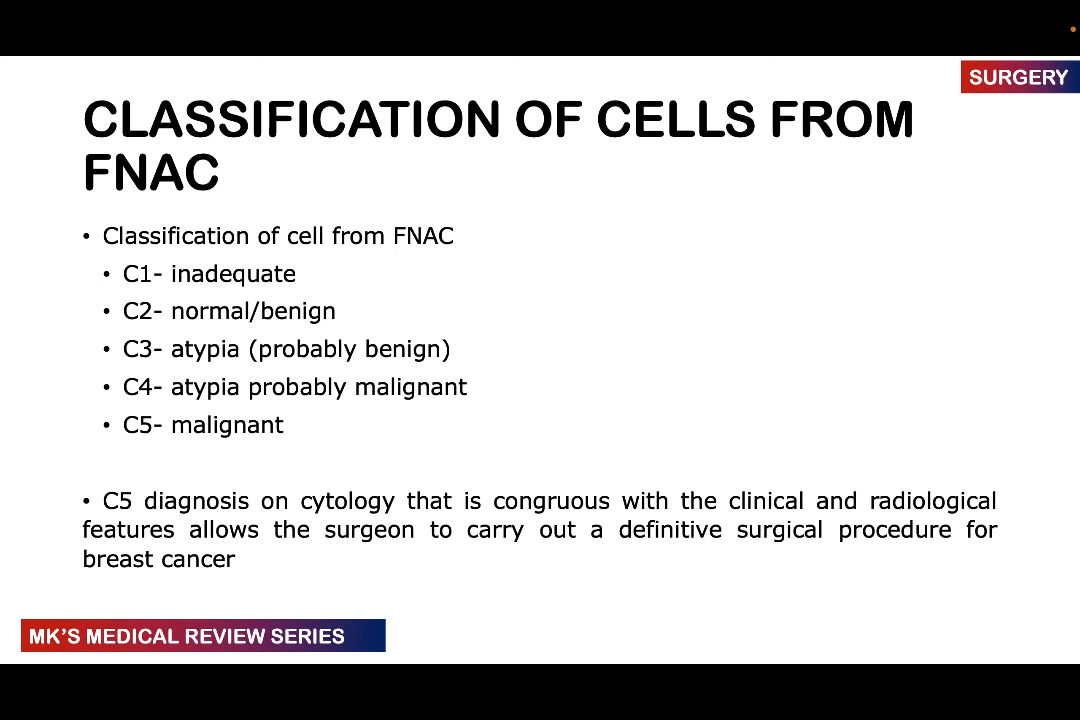 SURGERY
CLASSIFICATION OF CELLS FROM
FNAC
• Classification of cell from FNAC
• C1- inadequate
• C2- normal/benign
• C3- atypia (probably benign)
• C4- atypia probably malignant
• C5- malignant
• C5 diagnosis on cytology that is congruous with the clinical and radiological
features allows the surgeon to carry out a definitive surgical procedure for
breast cancer
MK'S MEDICAL REVIEW SERIES